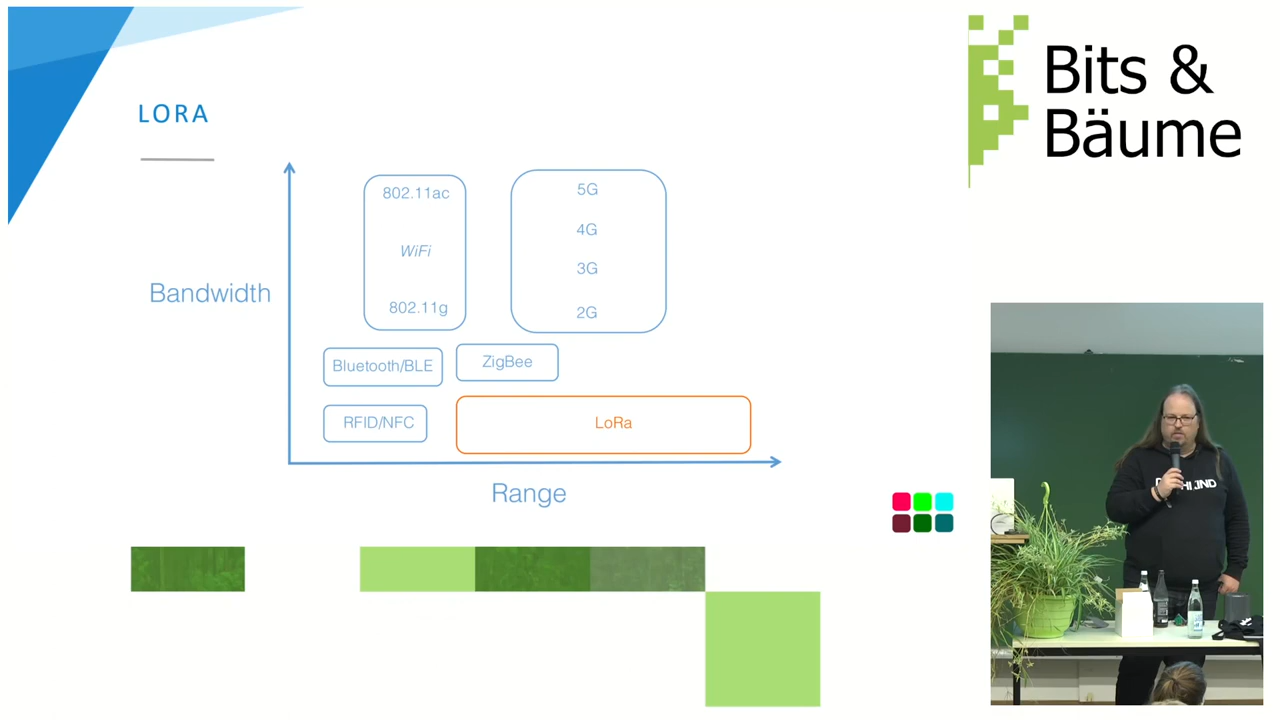 LORA
Bits &
Bäume
Bandwidth
802.11ac
WiFi
802.11g
5G
4G
3G
2G
Bluetooth/BLE
ZigBee
RFID/NFC
LoRa
Range